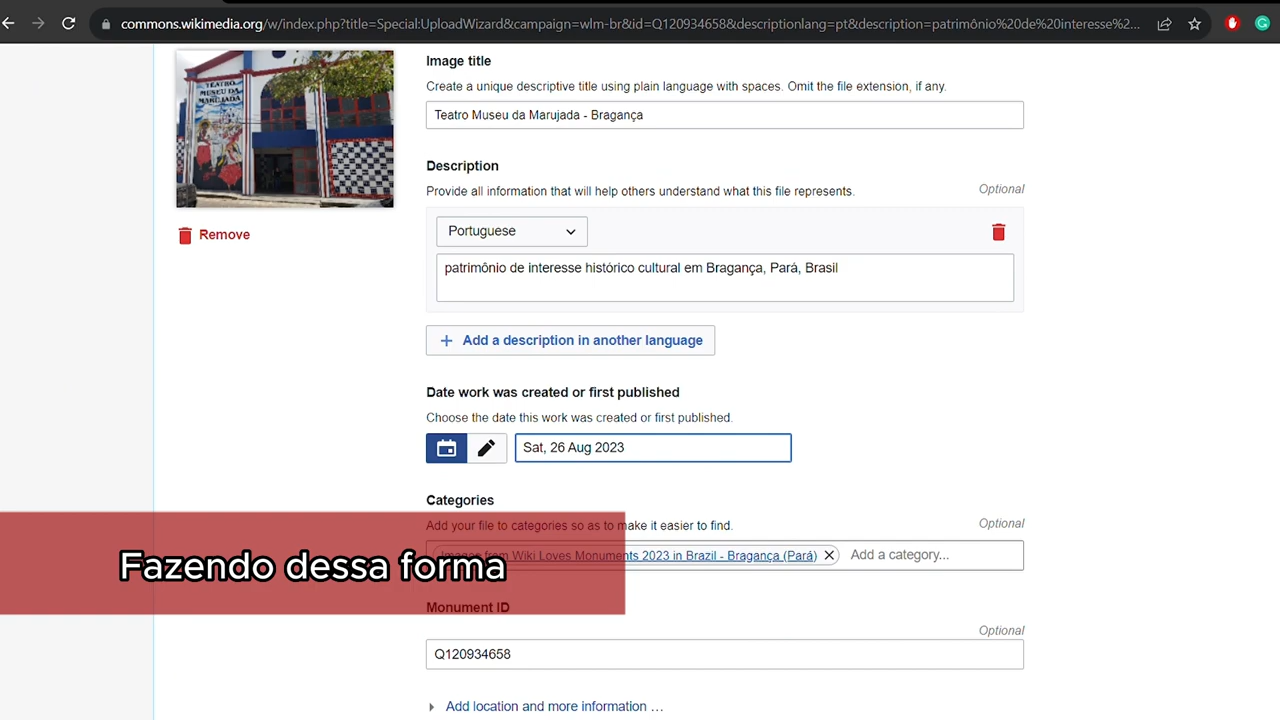 commons.wikimedia.org/w/index.php?title=Special:UploadWizard&campaign=wlm-br&id=Q120934658&descriptionlang=pt&description=patrimônio%20de%20interesse%2...
TEATRO
MUSEU DA
MARUJADA
Remove
Image title
Create a unique descriptive title using plain language with spaces. Omit the file extension, if any.
Teatro Museu da Marujada - Bragança
Description
Provide all information that will help others understand what this file represents.
Optional
Portuguese
patrimônio de interesse histórico cultural em Bragança, Pará, Brasil
Add a description in another language
Date work was created or first published
Choose the date this work was created or first published.
Sat, 26 Aug 2023
Categories
Add your file to categories so as to make it easier to find.
Optional
Images from Wiki Loves Monuments 2023 in Brazil - Bragança (Pará)
Add a category...
Fazendo dessa forma
Monument ID
Optional
Q120934658
Add location and more information …